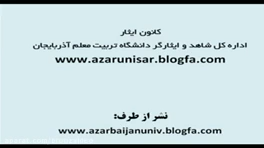 کانون ایثار
اداره کل شاهد و ایثارگر دانشگاه تربیت معلم آذربایجان
www.azarunisar.blogfa.com
نشر از طرف:
www.azarbaijanuniv.blogfa.com